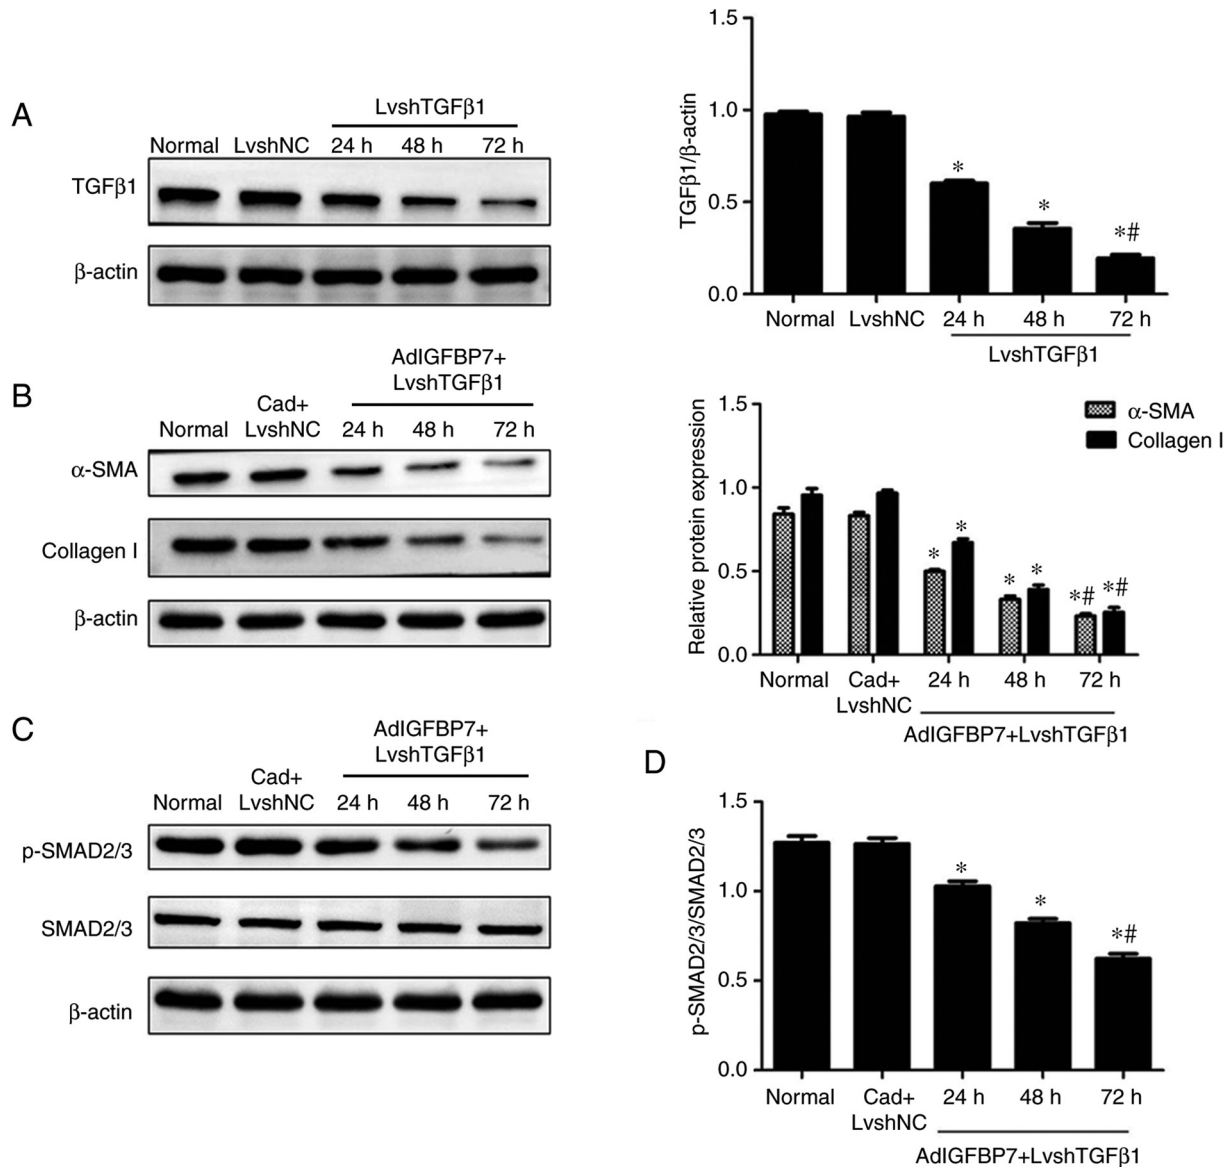 A
LvshTGFβ1
Normal LvshNC 24 h 48 h 72 h
TGFβ1
β-actin
1.5
1.0
0.5
0.0
TGFβ1/β-actin
*
*
*#
Normal LvshNC 24 h 48 h 72 h
LvshTGFβ1
B
AdIGFBP7+
LvshTGFβ1
Cad+
Normal LvshNC 24 h 48 h 72 h
α-SMA
Collagen I
β-actin
1.5
1.0
0.5
0.0
Relative protein expression
α-SMA
Collagen I
* *
* *
*# *#
Normal Cad+ 24 h 48 h 72 h
LvshNC
AdIGFBP7+LvshTGFβ1
C
AdIGFBP7+
LvshTGFβ1
Cad+
Normal LvshNC 24 h 48 h 72 h
p-SMAD2/3
SMAD2/3
β-actin
D
1.5
1.0
0.5
0.0
p-SMAD2/3/SMAD2/3
*
*
*#
Normal Cad+ 24 h 48 h 72 h
LvshNC
AdIGFBP7+LvshTGFβ1